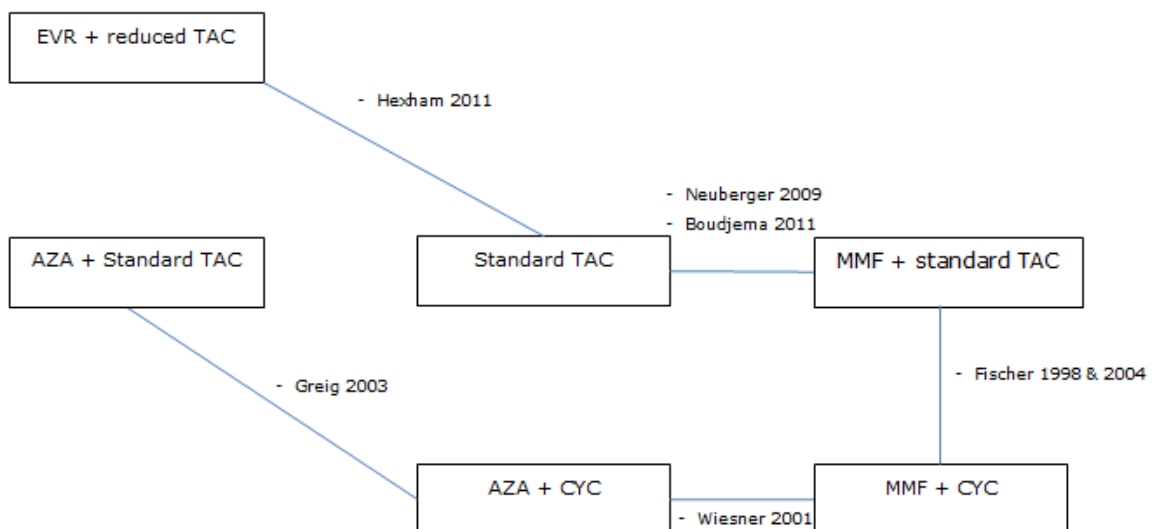 EVR + reduced TAC
- Hexham 2011
- Neuberger 2009
- Boudjema 2011
AZA + Standard TAC
Standard TAC
MMF + standard TAC
- Greig 2003
- Fischer 1998 & 2004
AZA + CYC
MMF + CYC
- Wiesner 2001